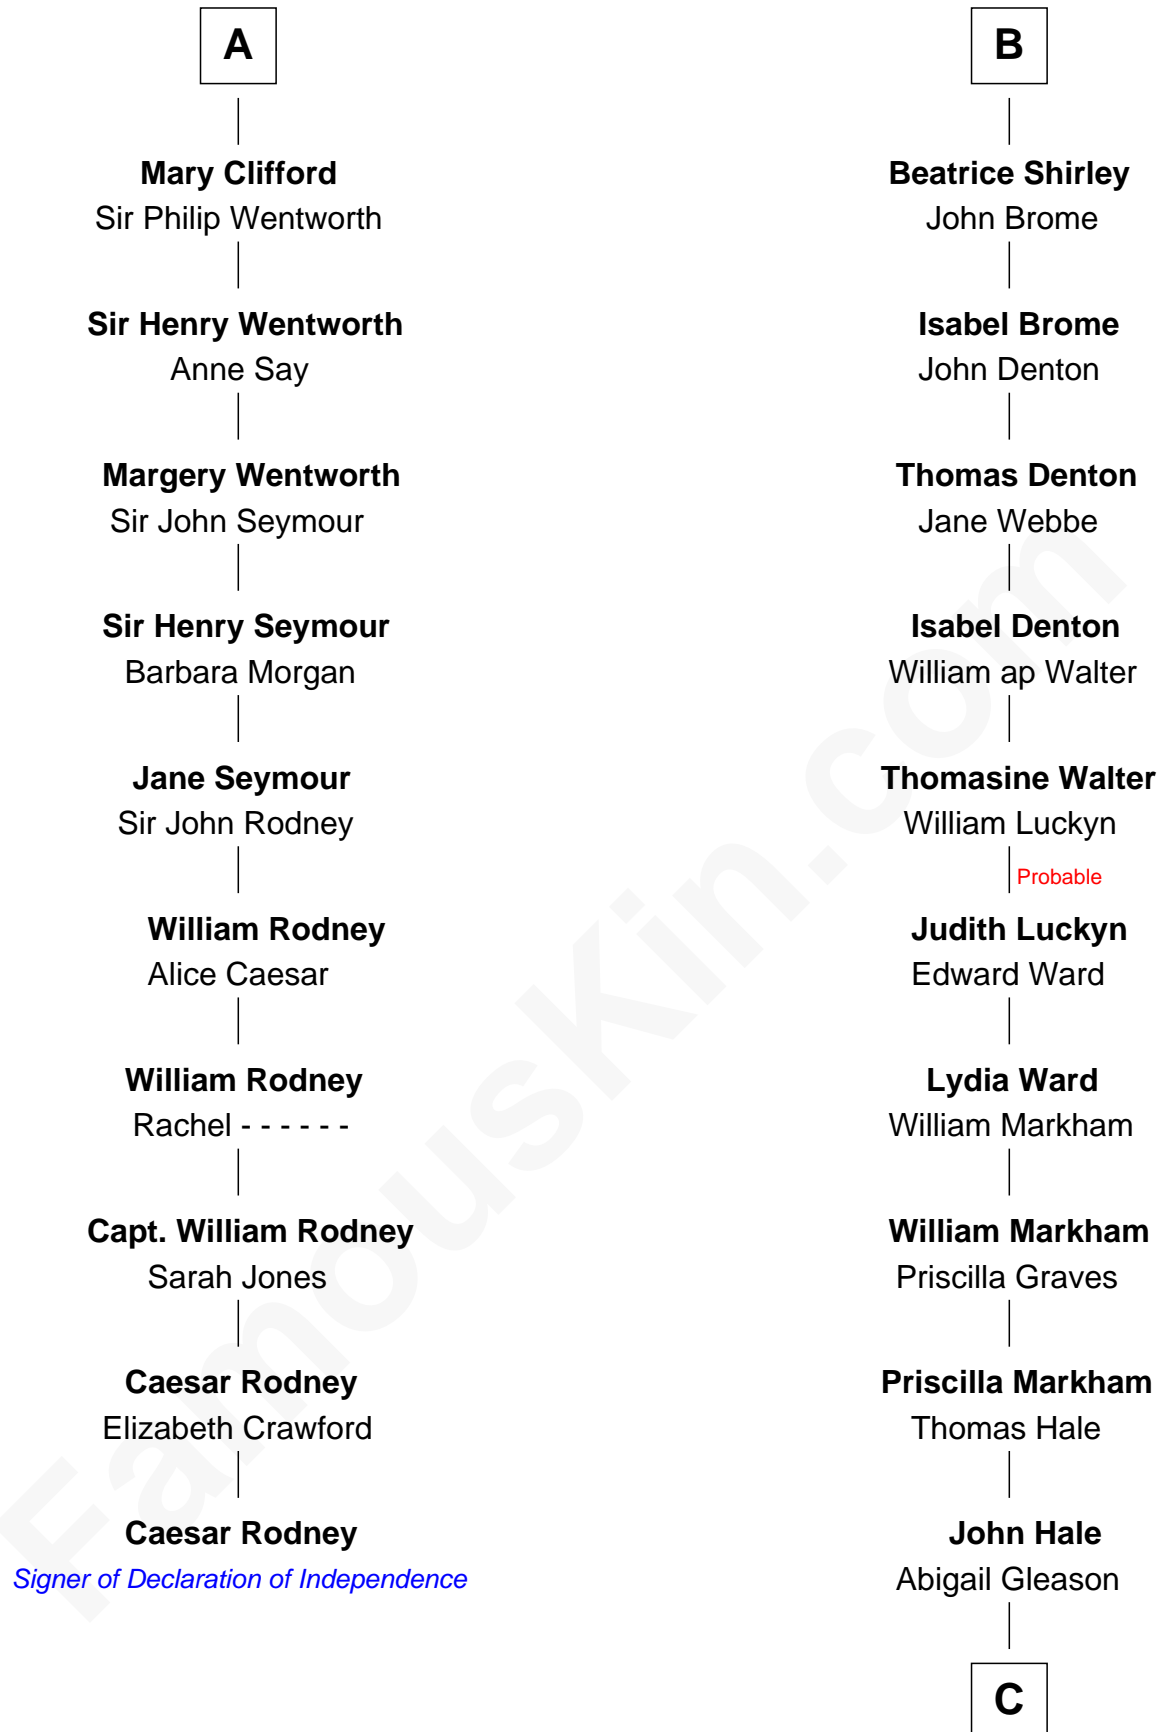 A
Mary Clifford
Sir Philip Wentworth
Sir Henry Wentworth
Anne Say
Margery Wentworth
Sir John Seymour
Sir Henry Seymour
Barbara Morgan
Jane Seymour
Sir John Rodney
William Rodney
Alice Caesar
William Rodney
Rachel - - - - - -
Capt. William Rodney
Sarah Jones
Caesar Rodney
Elizabeth Crawford
Caesar Rodney
Signer of Declaration of Independence
B
Beatrice Shirley
John Brome
Isabel Brome
John Denton
Thomas Denton
Jane Webbe
Isabel Denton
William ap Walter
Thomasine Walter
William Luckyn
Probable
Judith Luckyn
Edward Ward
Lydia Ward
William Markham
William Markham
Priscilla Graves
Priscilla Markham
Thomas Hale
John Hale
Abigail Gleason
C
FamousKin.com